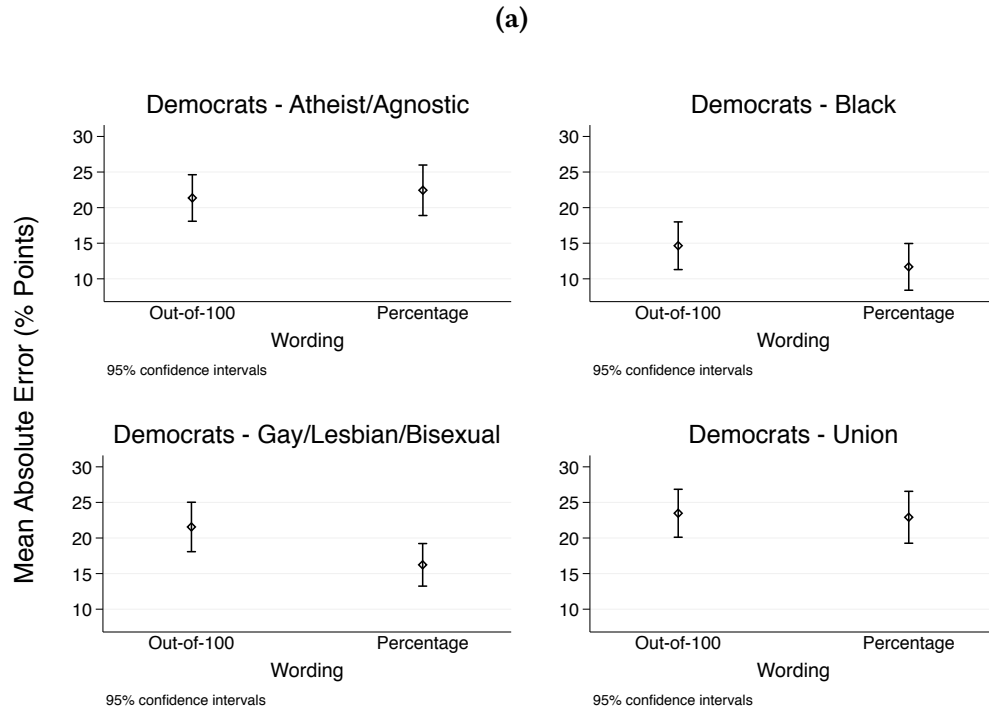 (a)
Mean Absolute Error (% Points)
Democrats - Atheist/Agnostic
30
25
20
15
10
Out-of-100 Percentage
Wording
95% confidence intervals
Democrats - Black
30
25
20
15
10
Out-of-100 Percentage
Wording
95% confidence intervals
Democrats - Gay/Lesbian/Bisexual
30
25
20
15
10
Out-of-100 Percentage
Wording
95% confidence intervals
Democrats - Union
30
25
20
15
10
Out-of-100 Percentage
Wording
95% confidence intervals